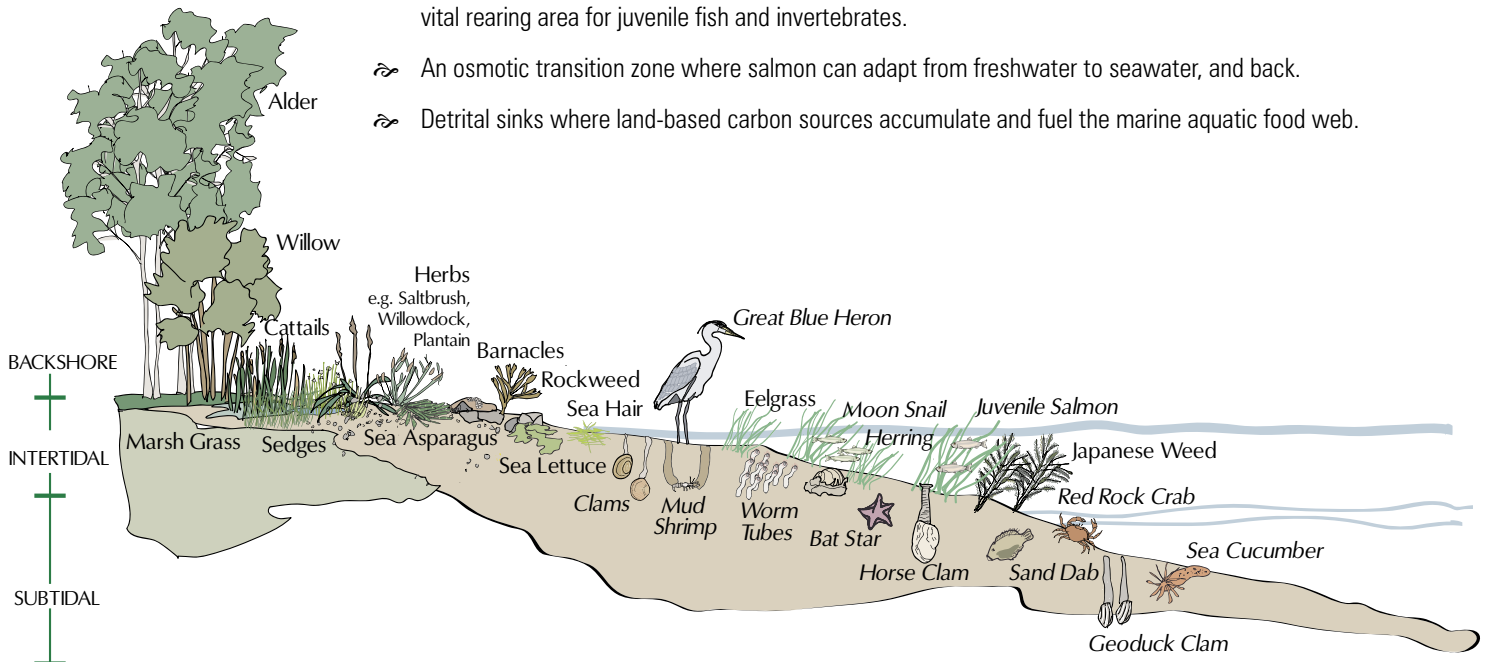 vital rearing area for juvenile fish and invertebrates.
An osmotic transition zone where salmon can adapt from freshwater to seawater, and back.
Detrital sinks where land-based carbon sources accumulate and fuel the marine aquatic food web.
Alder
Willow
Herbs
e.g. Saltbrush,
Willowdock,
Plantain
Cattails
Great Blue Heron
Barnacles
BACKSHORE
Rockweed
Sea Hair
Eelgrass
Moon Snail
Juvenile Salmon
Herring
Marsh Grass
Sedges
Sea Asparagus
Japanese Weed
INTERTIDAL
Sea Lettuce
Clams
Mud
Shrimp
Worm
Tubes
Red Rock Crab
Bat Star
Sea Cucumber
Horse Clam
Sand Dab
SUBTIDAL
Geoduck Clam